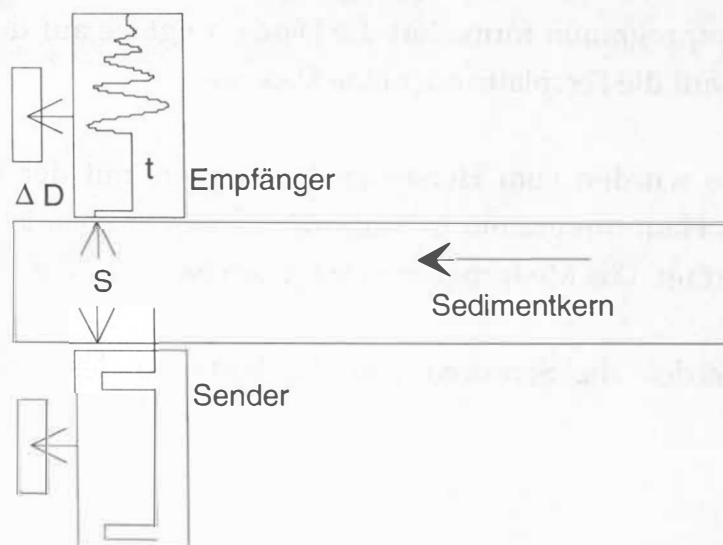 t
Δ D
Empfänger
S
Sedimentkern
Sender